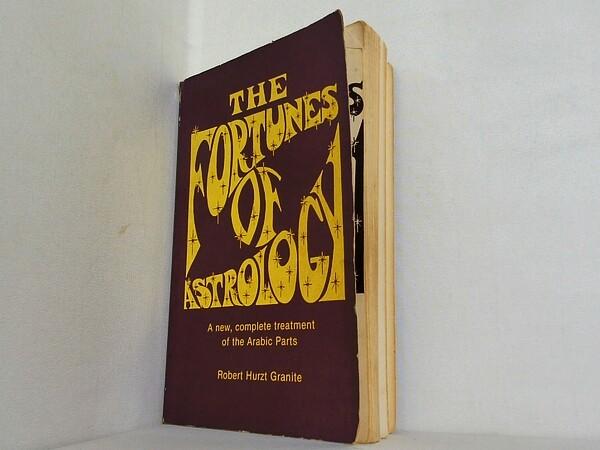 THE
FORTUNES
OF
ASTROLOGY
A new, complete treatment
of the Arabic Parts
Robert Hurzt Granite
S